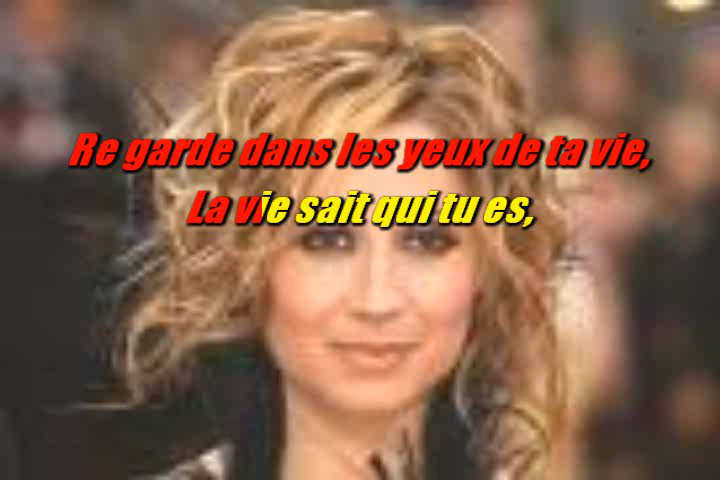 Re garde dans les yeux de ta vie,
La vie sait qui tu es,